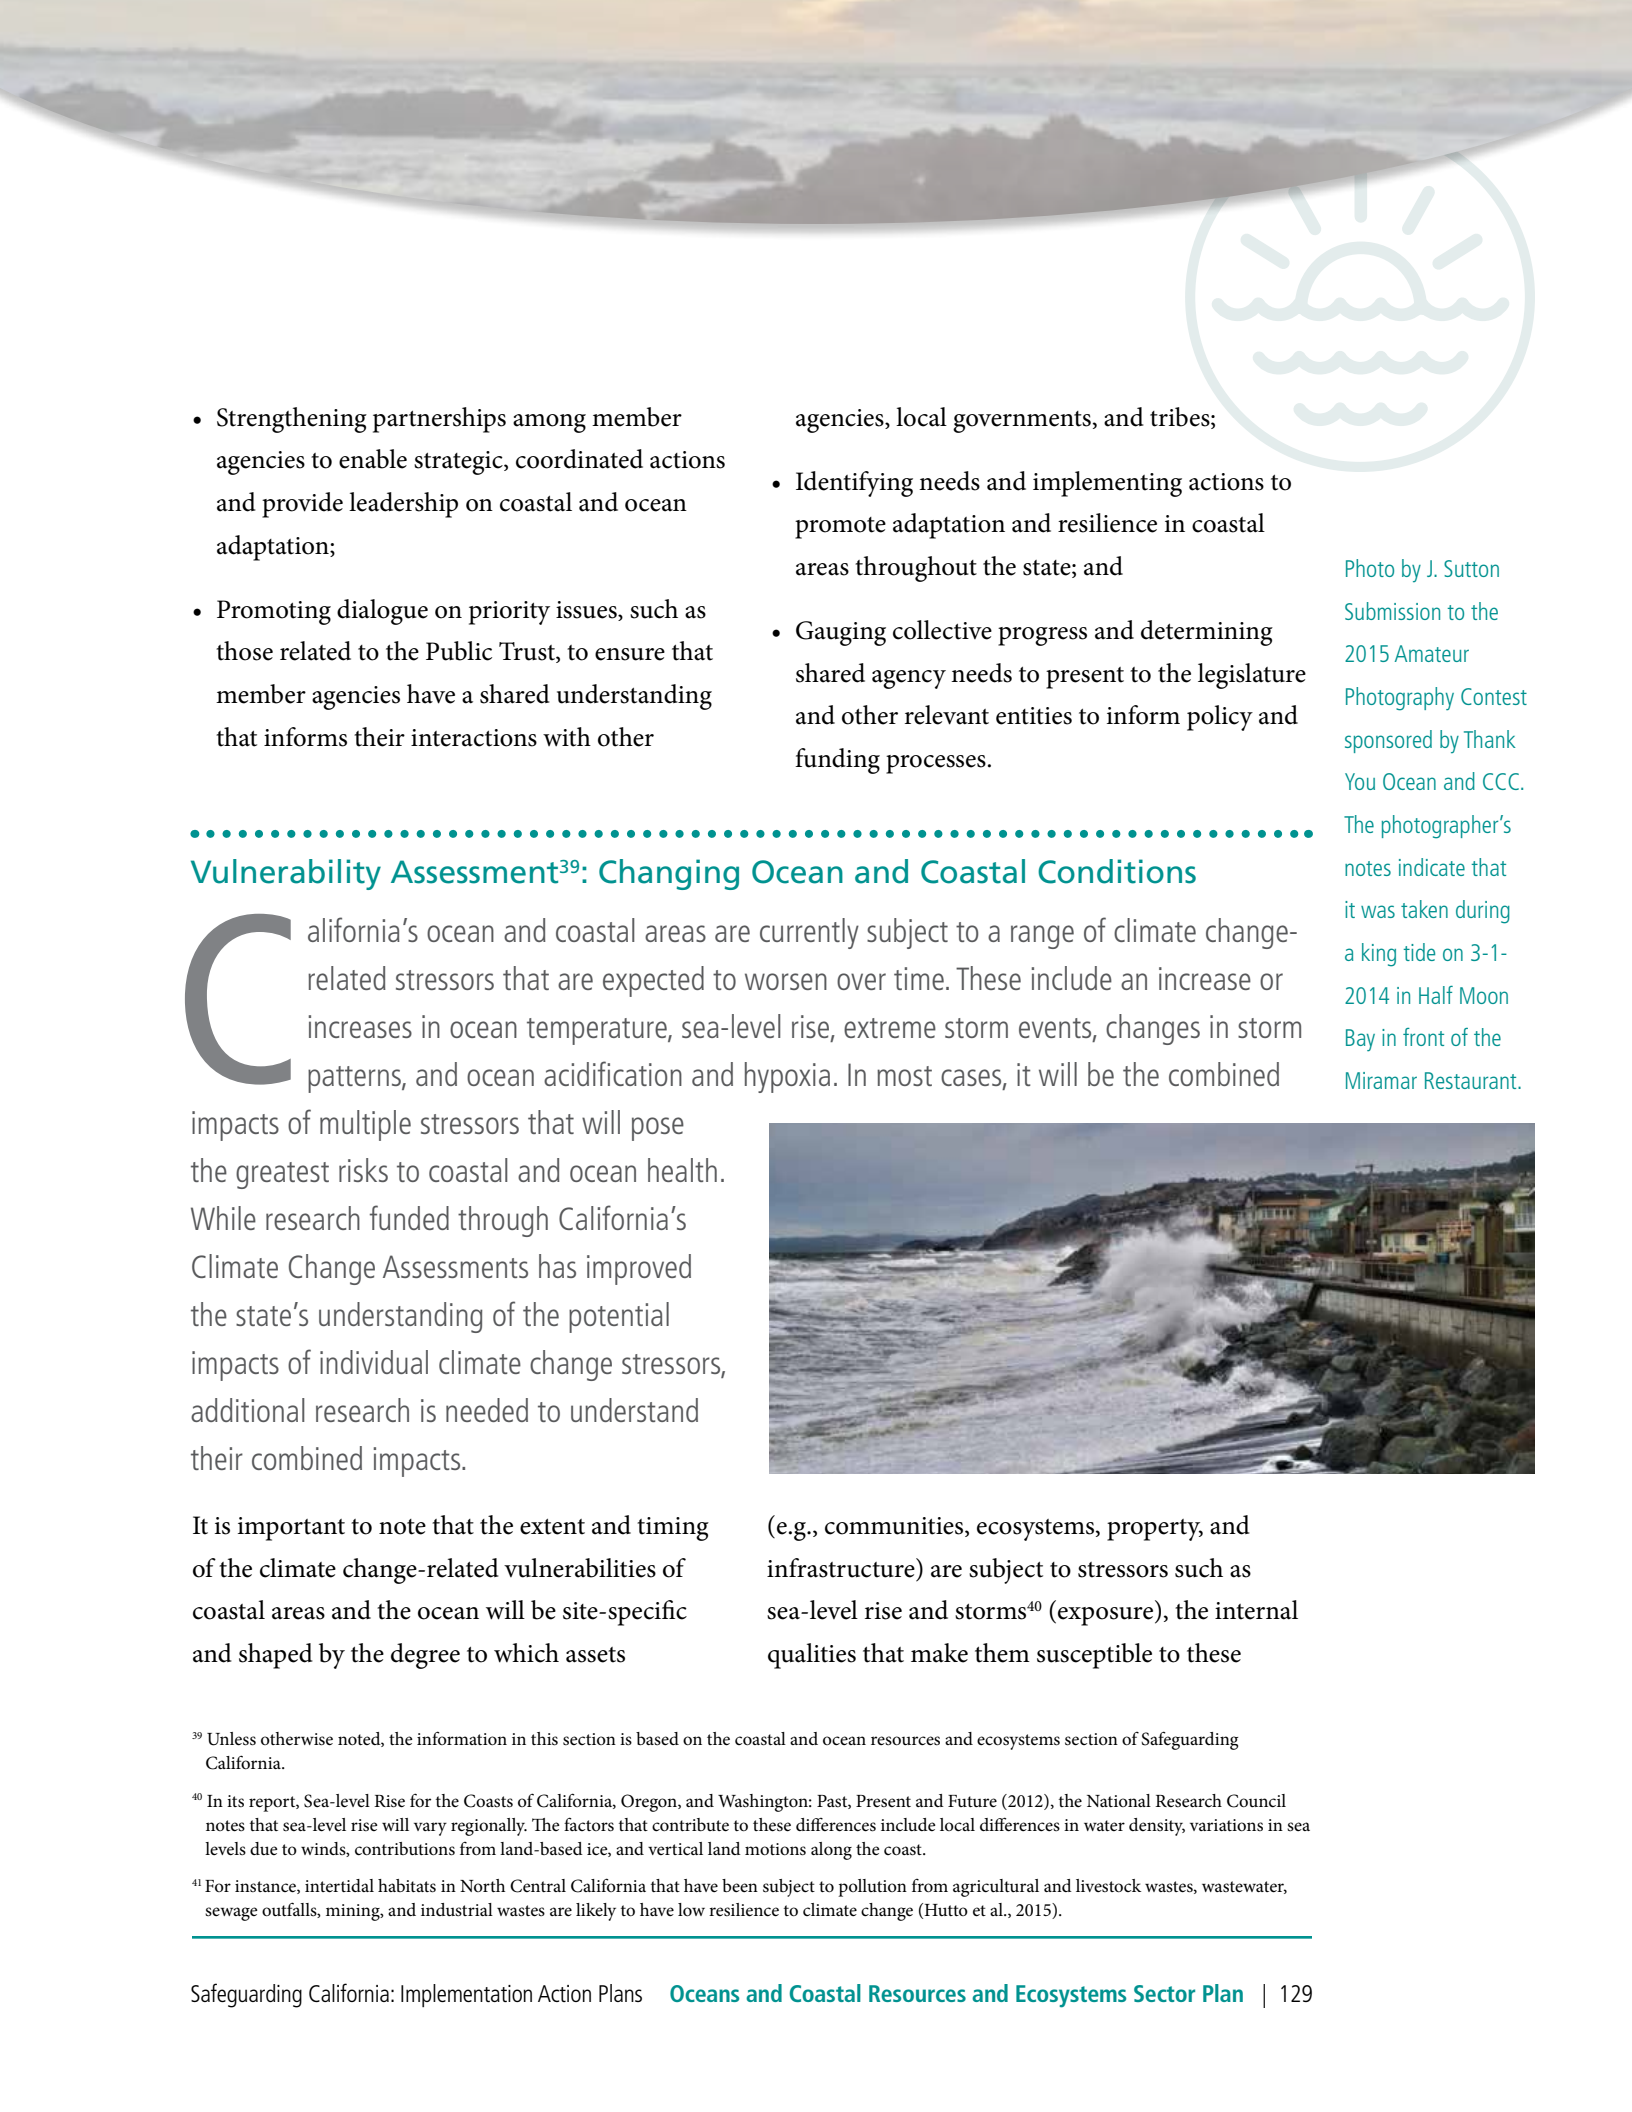 • Strengthening partnerships among member
agencies to enable strategic, coordinated actions
and provide leadership on coastal and ocean
adaptation;
• Promoting dialogue on priority issues, such as
those related to the Public Trust, to ensure that
member agencies have a shared understanding
that informs their interactions with other
agencies, local governments, and tribes;
• Identifying needs and implementing actions to
promote adaptation and resilience in coastal
areas throughout the state; and
• Gauging collective progress and determining
shared agency needs to present to the legislature
and other relevant entities to inform policy and
funding processes.
Photo by J. Sutton
Submission to the
2015 Amateur
Photography Contest
sponsored by Thank
You Ocean and CCC.
The photographer’s
notes indicate that
it was taken during
a king tide on 3-1-
2014 in Half Moon
Bay in front of the
Miramar Restaurant.
Vulnerability Assessment³⁹: Changing Ocean and Coastal Conditions
California’s ocean and coastal areas are currently subject to a range of climate change-
related stressors that are expected to worsen over time. These include an increase or
increases in ocean temperature, sea-level rise, extreme storm events, changes in storm
patterns, and ocean acidification and hypoxia. In most cases, it will be the combined
impacts of multiple stressors that will pose
the greatest risks to coastal and ocean health.
While research funded through California’s
Climate Change Assessments has improved
the state’s understanding of the potential
impacts of individual climate change stressors,
additional research is needed to understand
their combined impacts.
It is important to note that the extent and timing
of the climate change-related vulnerabilities of
coastal areas and the ocean will be site-specific
and shaped by the degree to which assets
(e.g., communities, ecosystems, property, and
infrastructure) are subject to stressors such as
sea-level rise and storms⁴⁰ (exposure), the internal
qualities that make them susceptible to these
³⁹ Unless otherwise noted, the information in this section is based on the coastal and ocean resources and ecosystems section of Safeguarding
California.
⁴⁰ In its report, Sea-level Rise for the Coasts of California, Oregon, and Washington: Past, Present and Future (2012), the National Research Council
notes that sea-level rise will vary regionally. The factors that contribute to these differences include local differences in water density, variations in sea
levels due to winds, contributions from land-based ice, and vertical land motions along the coast.
⁴¹ For instance, intertidal habitats in North Central California that have been subject to pollution from agricultural and livestock wastes, wastewater,
sewage outfalls, mining, and industrial wastes are likely to have low resilience to climate change (Hutto et al., 2015).
Safeguarding California: Implementation Action Plans Oceans and Coastal Resources and Ecosystems Sector Plan | 129